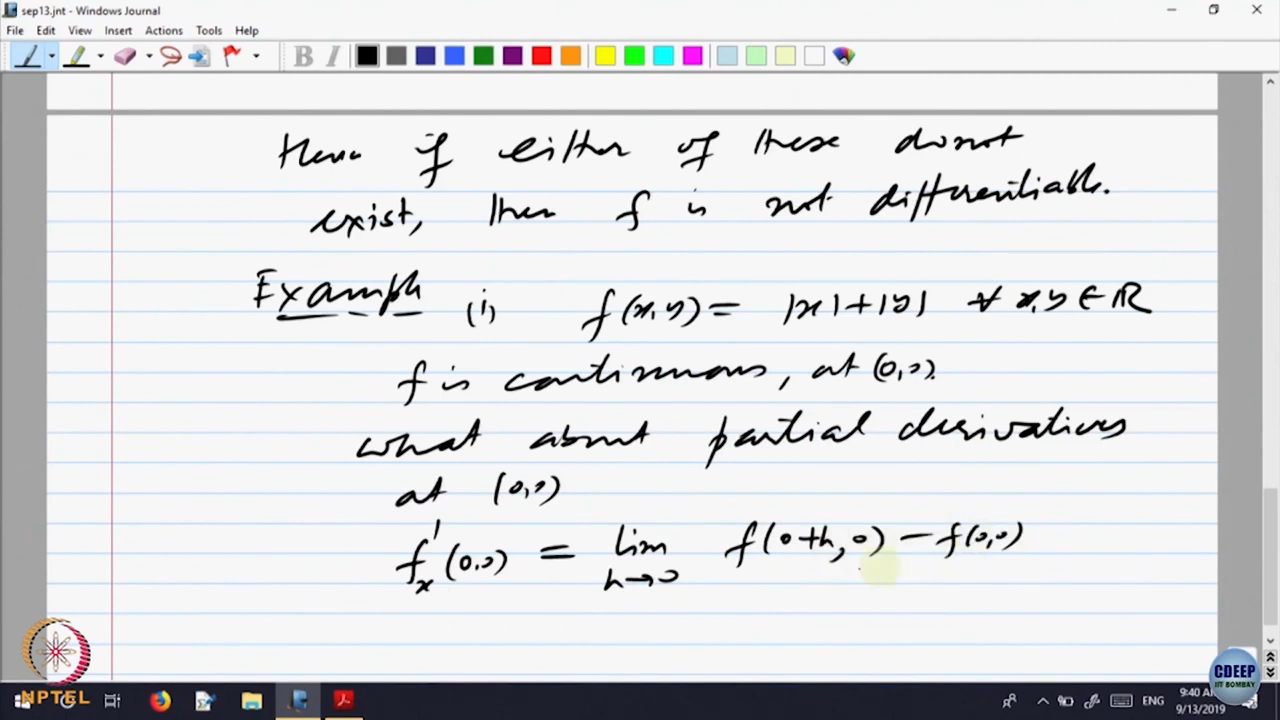 sep13.jnt - Windows Journal
File Edit View Insert Actions Tools Help
B I
Hence if either of these donot
exist, then f is not differentiable.
Example (i) f(x,y) = |x|+|y| ∀ x,y ∈ ℝ
f is continuous, at (0,0).
what about partial derivatives
at (0,0)
f'x(0,0) = lim h→0 f(0+h,0) – f(0,0)
NPTEL
CDEEP
IIT BOMBAY
ENG
9:40 A
9/13/2019